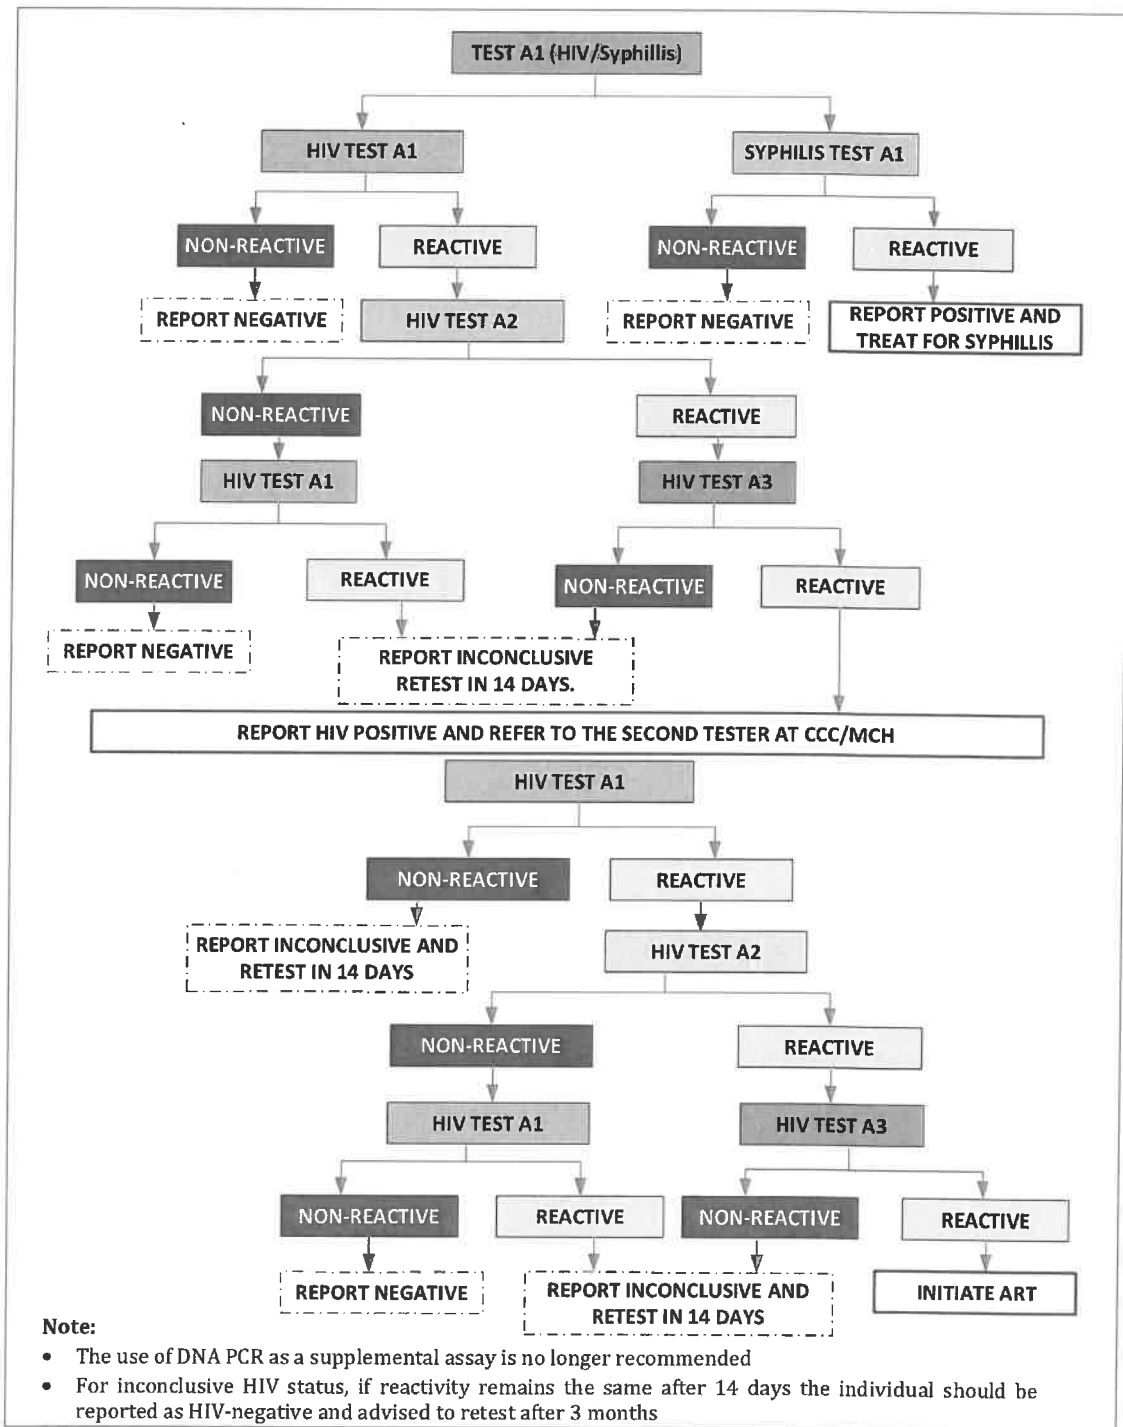 TEST A1 (HIV/Syphillis)
HIV TEST A1
SYPHILIS TEST A1
NON-REACTIVE
REACTIVE
NON-REACTIVE
REACTIVE
REPORT NEGATIVE
HIV TEST A2
REPORT NEGATIVE
REPORT POSITIVE AND
TREAT FOR SYPHILLIS
NON-REACTIVE
REACTIVE
HIV TEST A1
HIV TEST A3
NON-REACTIVE
REACTIVE
NON-REACTIVE
REACTIVE
REPORT NEGATIVE
REPORT INCONCLUSIVE
RETEST IN 14 DAYS.
REPORT HIV POSITIVE AND REFER TO THE SECOND TESTER AT CCC/MCH
HIV TEST A1
NON-REACTIVE
REACTIVE
REPORT INCONCLUSIVE AND
RETEST IN 14 DAYS
HIV TEST A2
NON-REACTIVE
REACTIVE
HIV TEST A1
HIV TEST A3
NON-REACTIVE
REACTIVE
NON-REACTIVE
REACTIVE
REPORT NEGATIVE
REPORT INCONCLUSIVE AND
RETEST IN 14 DAYS
INITIATE ART
Note:
• The use of DNA PCR as a supplemental assay is no longer recommended
• For inconclusive HIV status, if reactivity remains the same after 14 days the individual should be
reported as HIV-negative and advised to retest after 3 months